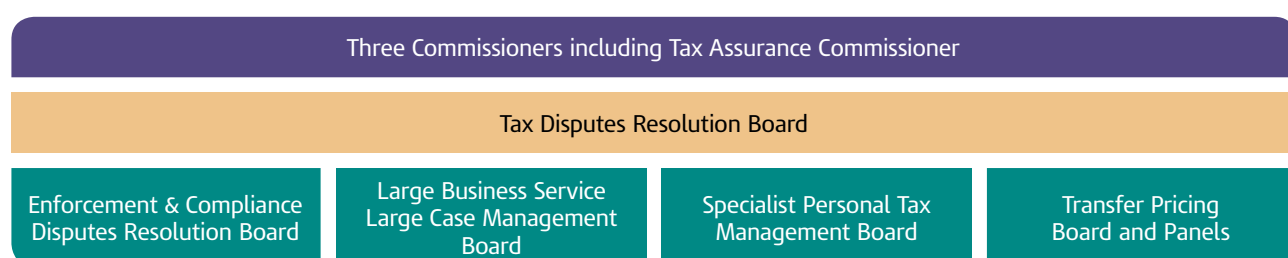 Three Commissioners including Tax Assurance Commissioner
Tax Disputes Resolution Board
Enforcement & Compliance
Disputes Resolution Board
Large Business Service
Large Case Management
Board
Specialist Personal Tax
Management Board
Transfer Pricing
Board and Panels